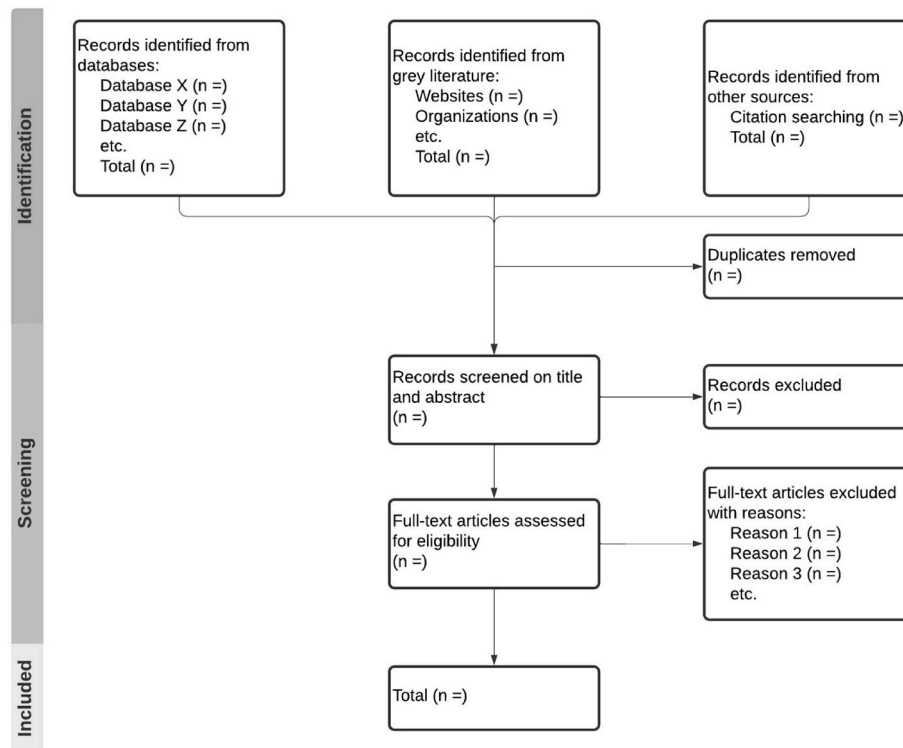 Identification
Records identified from
databases:
Database X (n =)
Database Y (n =)
Database Z (n =)
etc.
Total (n =)
Records identified from
grey literature:
Websites (n =)
Organizations (n =)
etc.
Total (n =)
Records identified from
other sources:
Citation searching (n =)
Total (n =)
Duplicates removed
(n =)
Screening
Records screened on title
and abstract
(n =)
Records excluded
(n =)
Full-text articles assessed
for eligibility
(n =)
Full-text articles excluded
with reasons:
Reason 1 (n =)
Reason 2 (n =)
Reason 3 (n =)
etc.
Included
Total (n =)